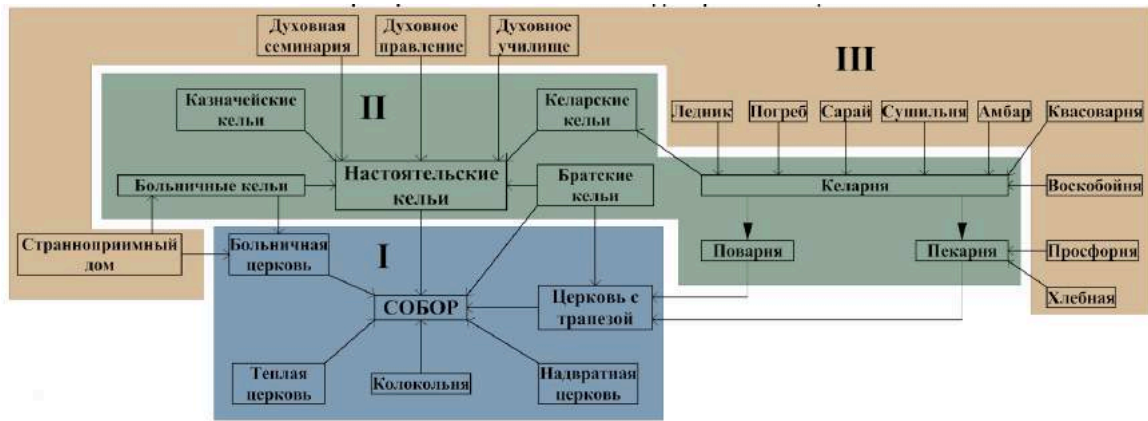 Духовная
семинария
Духовное
правление
Духовное
училище
III
II
Казначейские
кельи
Келарские
кельи
Ледник
Погреб
Сарай
Сушильня
Амбар
Квасоварня
Больничные кельи
Настоятельские
кельи
Братские
кельи
Келарня
Воскобойня
Странноприимный
дом
Больничная
церковь
I
Поварня
Пекарня
Просфорня
СОБОР
Церковь с
трапезой
Хлебная
Теплая
церковь
Колокольня
Надвратная
церковь